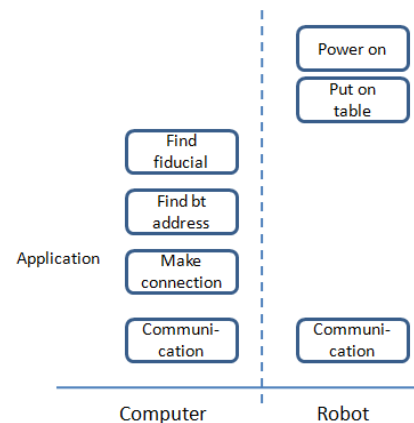 Power on
Put on
table
Find
fiducial
Find bt
address
Application
Make
connection
Communi-
cation
Communi-
cation
Computer
Robot